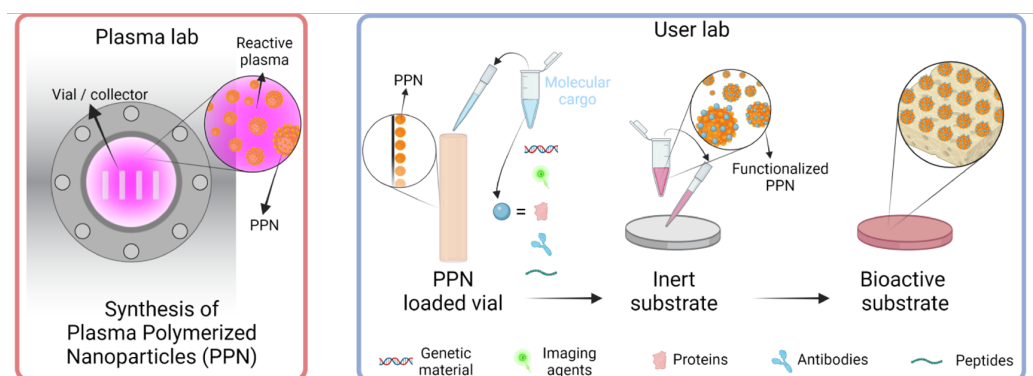 Plasma lab
Reactive
plasma
Vial / collector
PPN
Synthesis of
Plasma Polymerized
Nanoparticles (PPN)
User lab
PPN
Molecular
cargo
=
Functionalized
PPN
PPN
loaded vial
Inert
substrate
Bioactive
substrate
Genetic
material
Imaging
agents
Proteins
Antibodies
Peptides